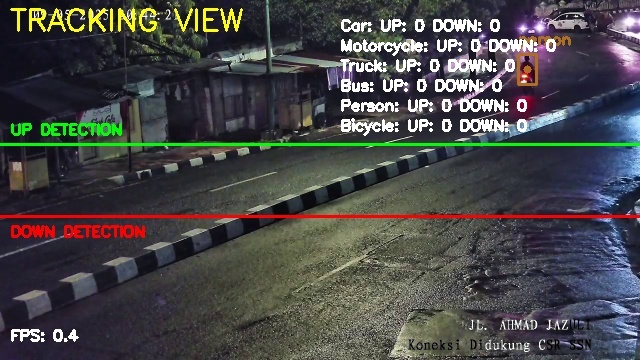 TRACKING VIEW
Car: UP: 0 DOWN: 0
Motorcycle: UP: 0 DOWN: 0
Truck: UP: 0 DOWN: 0
Bus: UP: 0 DOWN: 0
Person: UP: 0 DOWN: 0
Bicycle: UP: 0 DOWN: 0
UP DETECTION
DOWN DETECTION
FPS: 0.4
JL. AHMAD JAZULI
Koneksi Didukung CSR SSN